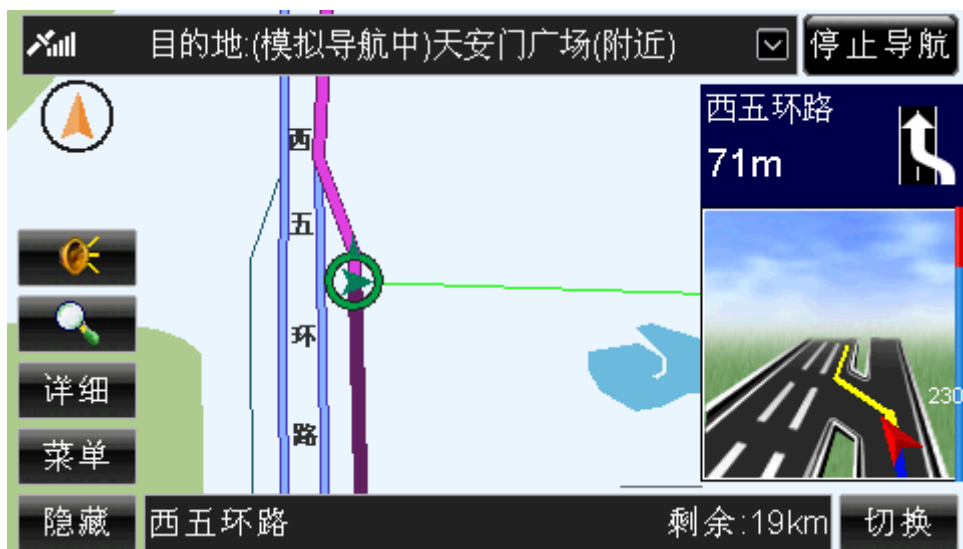 目的地:(模拟导航中)天安门广场(附近)
停止导航
西五环路
71m
西五环路
230
详细
菜单
隐藏
西五环路
剩余:19km
切换